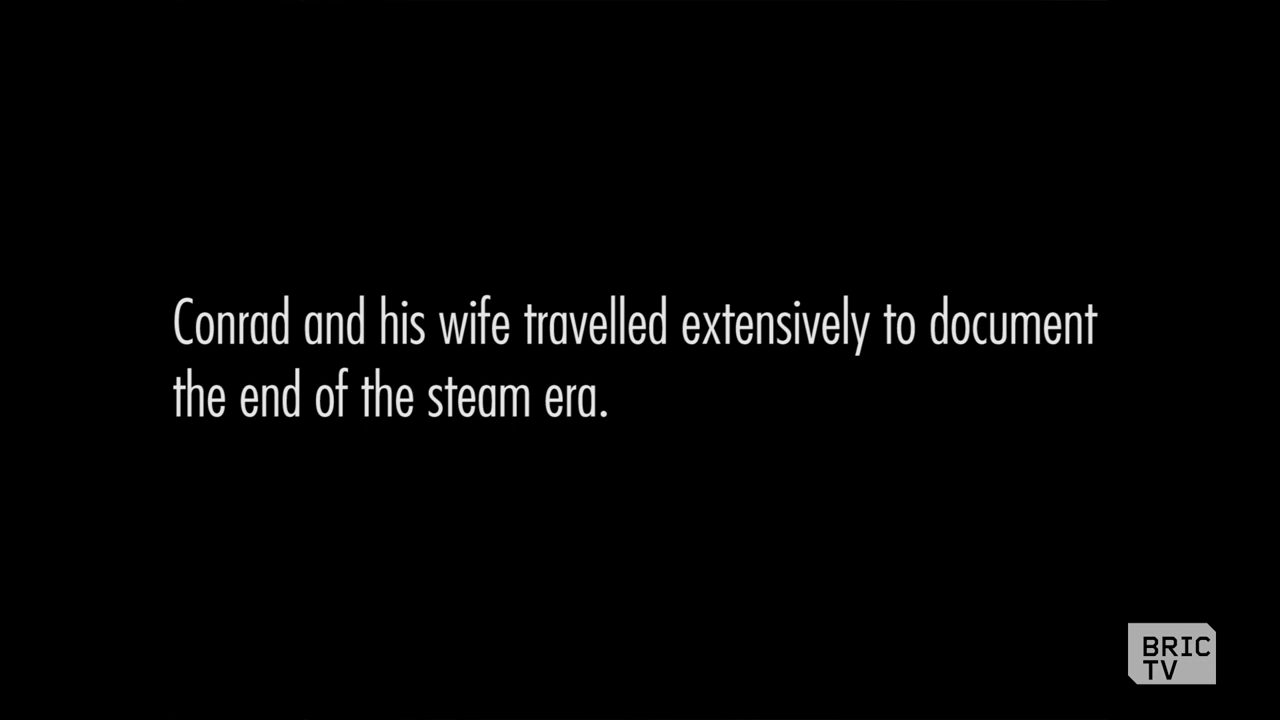 Conrad and his wife travelled extensively to document
the end of the steam era.
BRIC
TV